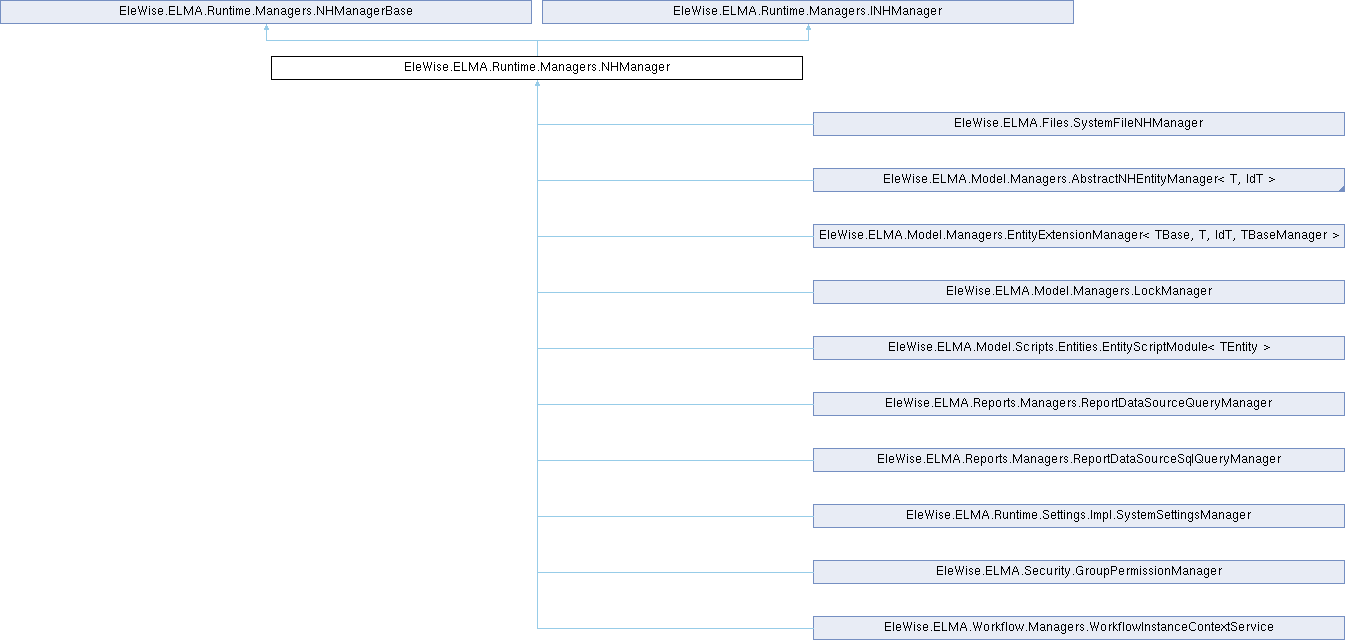 EleWise.ELMA.Runtime.Managers.NHManagerBase
EleWise.ELMA.Runtime.Managers.INHManager
EleWise.ELMA.Runtime.Managers.NHManager
EleWise.ELMA.Files.SystemFileNHManager
EleWise.ELMA.Model.Managers.AbstractNHEntityManager< T, IdT >
EleWise.ELMA.Model.Managers.EntityExtensionManager< TBase, T, IdT, TBaseManager >
EleWise.ELMA.Model.Managers.LockManager
EleWise.ELMA.Model.Scripts.Entities.EntityScriptModule< TEntity >
EleWise.ELMA.Reports.Managers.ReportDataSourceQueryManager
EleWise.ELMA.Reports.Managers.ReportDataSourceSqlQueryManager
EleWise.ELMA.Runtime.Settings.Impl.SystemSettingsManager
EleWise.ELMA.Security.GroupPermissionManager
EleWise.ELMA.Workflow.Managers.WorkflowInstanceContextService